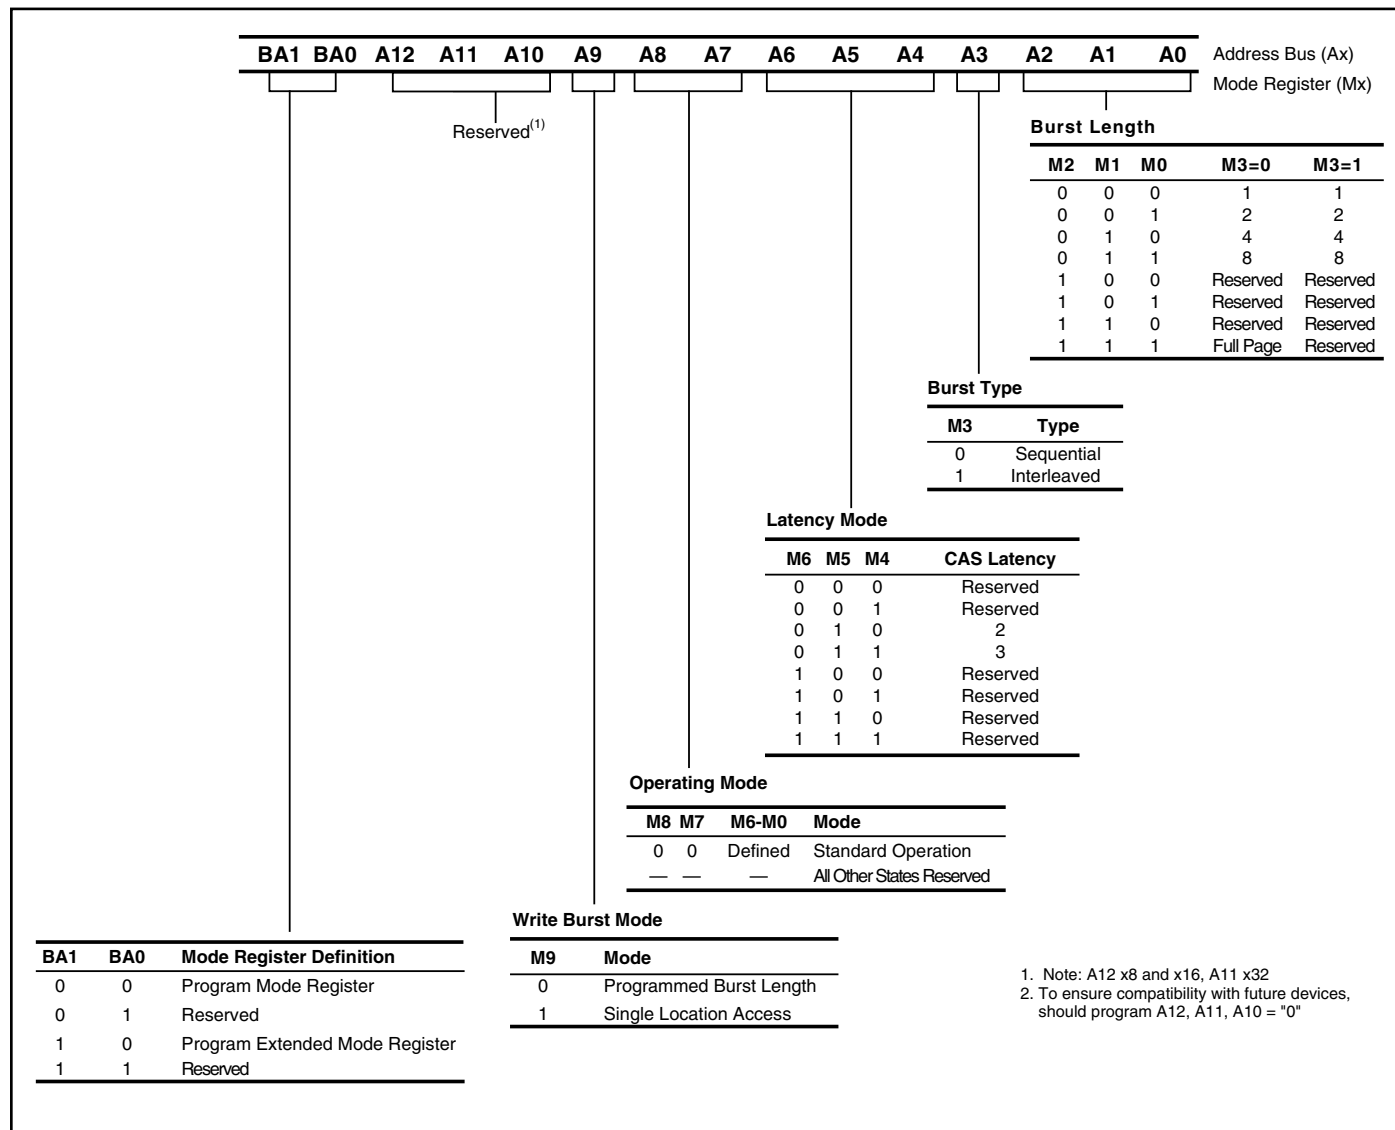 BA1 BA0 A12 A11 A10 A9 A8 A7 A6 A5 A4 A3 A2 A1 A0 Address Bus (Ax)
Mode Register (Mx)
Reserved(1)
Burst Length
M2 M1 M0 M3=0 M3=1
0 0 0 1 1
0 0 1 2 2
0 1 0 4 4
0 1 1 8 8
1 0 0 Reserved Reserved
1 0 1 Reserved Reserved
1 1 0 Reserved Reserved
1 1 1 Full Page Reserved
Burst Type
M3 Type
0 Sequential
1 Interleaved
Latency Mode
M6 M5 M4 CAS Latency
0 0 0 Reserved
0 0 1 Reserved
0 1 0 2
0 1 1 3
1 0 0 Reserved
1 0 1 Reserved
1 1 0 Reserved
1 1 1 Reserved
Operating Mode
M8 M7 M6-M0 Mode
0 0 Defined Standard Operation
— — — All Other States Reserved
Write Burst Mode
M9 Mode
0 Programmed Burst Length
1 Single Location Access
BA1 BA0 Mode Register Definition
0 0 Program Mode Register
0 1 Reserved
1 0 Program Extended Mode Register
1 1 Reserved
1. Note: A12 x8 and x16, A11 x32
2. To ensure compatibility with future devices,
should program A12, A11, A10 = "0"